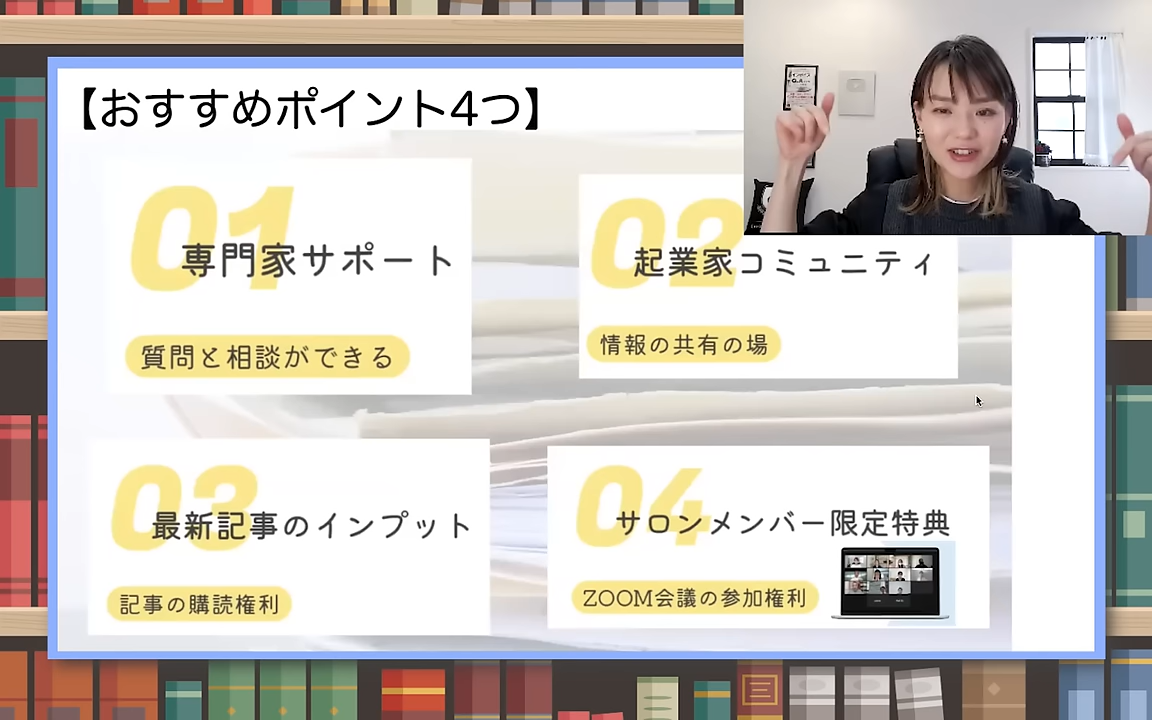 【おすすめポイント4つ】
01
専門家サポート
質問と相談ができる
02
起業家コミュニティ
情報の共有の場
03
最新記事のインプット
記事の購読権利
04
サロンメンバー限定特典
ZOOM会議の参加権利